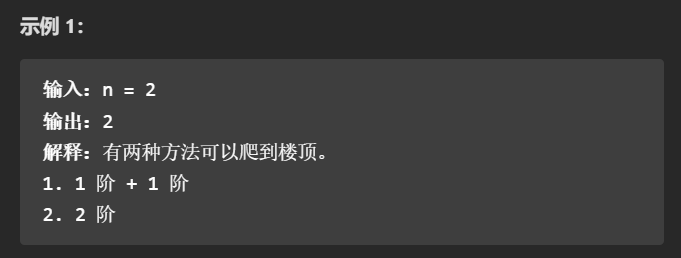 示例 1：
输入：n = 2
输出：2
解释：有两种方法可以爬到楼顶。
1. 1 阶 + 1 阶
2. 2 阶